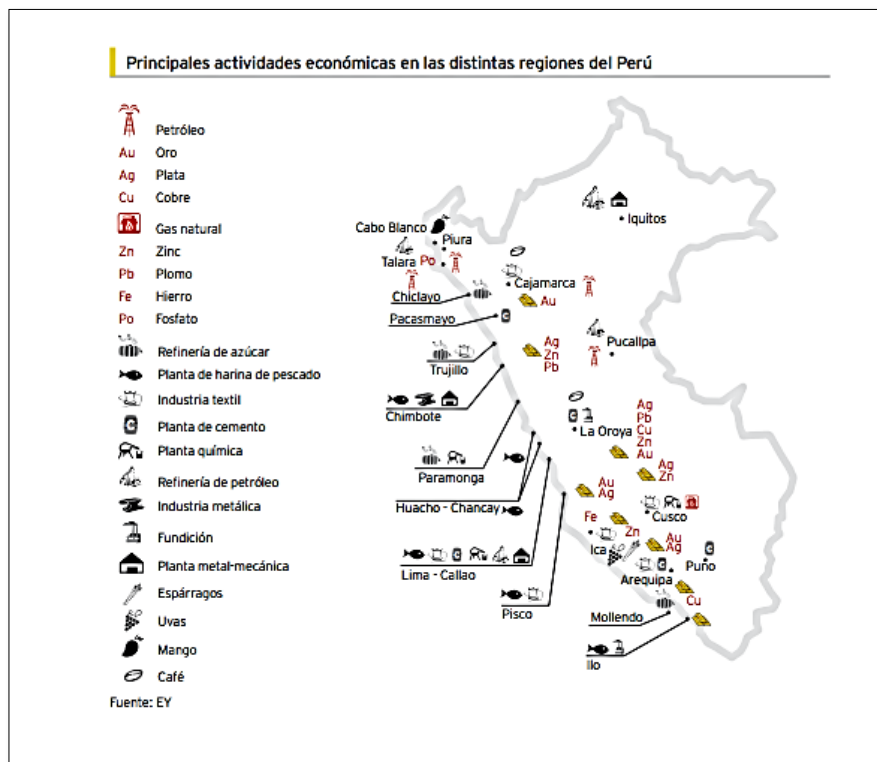 Principales actividades económicas en las distintas regiones del Perú
Petróleo
Au Oro
Ag Plata
Cu Cobre
Gas natural
Zn Zinc
Pb Plomo
Fe Hierro
Po Fosfato
Refinería de azúcar
Planta de harina de pescado
Industria textil
Planta de cemento
Planta química
Refinería de petróleo
Industria metálica
Fundición
Planta metal-mecánica
Espárragos
Uvas
Mango
Café
Fuente: EY
Iquitos
Cabo Blanco
Piura
Talara Po
Cajamarca
Chiclayo
Au
Pacasmayo
Pucallpa
Ag
Zn
Pb
Trujillo
Chimbote
Ag
Pb
Cu
Zn
Au
La Oroya
Ag
Zn
Paramonga
Au
Ag
Huacho - Chancay
Cusco
Fe
Zn
Ica
Au
Ag
Puno
Lima - Callao
Arequipa
Pisco
Cu
Mollendo
Ilo